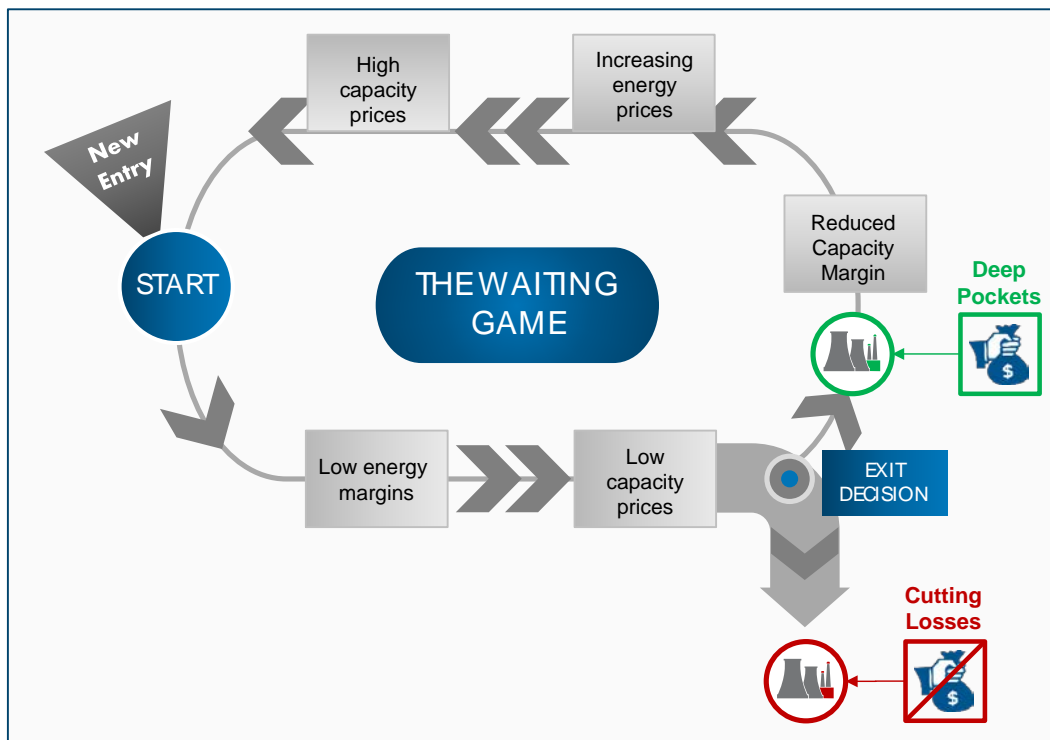 High
capacity
prices
Increasing
energy
prices
New
Entry
START
THE WAITING
GAME
Reduced
Capacity
Margin
Deep
Pockets
$
Low energy
margins
Low
capacity
prices
EXIT
DECISION
Cutting
Losses
$